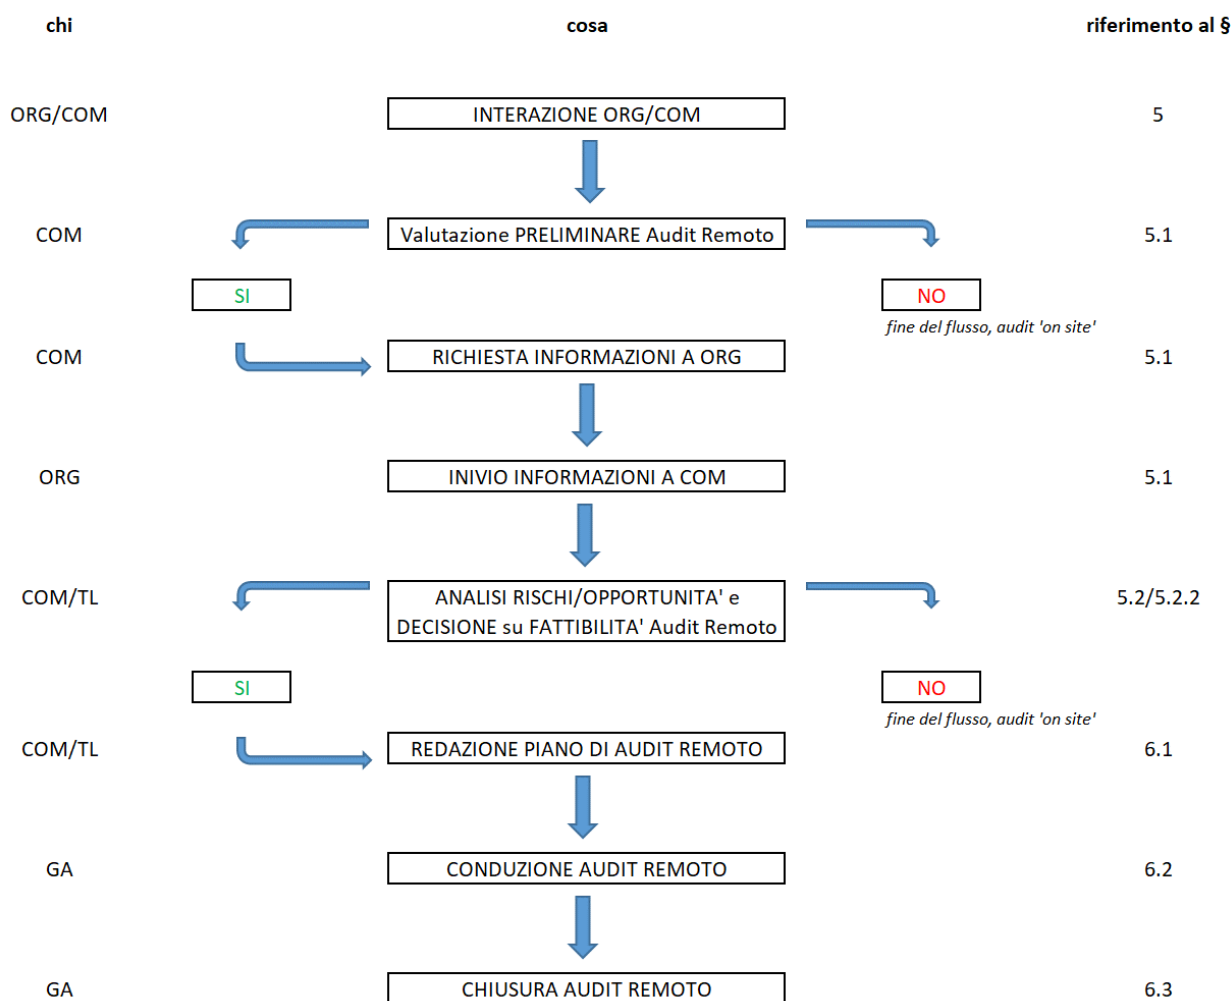 chi cosa riferimento al §
ORG/COM INTERAZIONE ORG/COM 5
COM Valutazione PRELIMINARE Audit Remoto 5.1
SI NO
fine del flusso, audit 'on site'
COM RICHIESTA INFORMAZIONI A ORG 5.1
ORG INIVIO INFORMAZIONI A COM 5.1
COM/TL ANALISI RISCHI/OPPORTUNITA' e 5.2/5.2.2
DECISIONE su FATTIBILITA' Audit Remoto
SI NO
fine del flusso, audit 'on site'
COM/TL REDAZIONE PIANO DI AUDIT REMOTO 6.1
GA CONDUZIONE AUDIT REMOTO 6.2
GA CHIUSURA AUDIT REMOTO 6.3